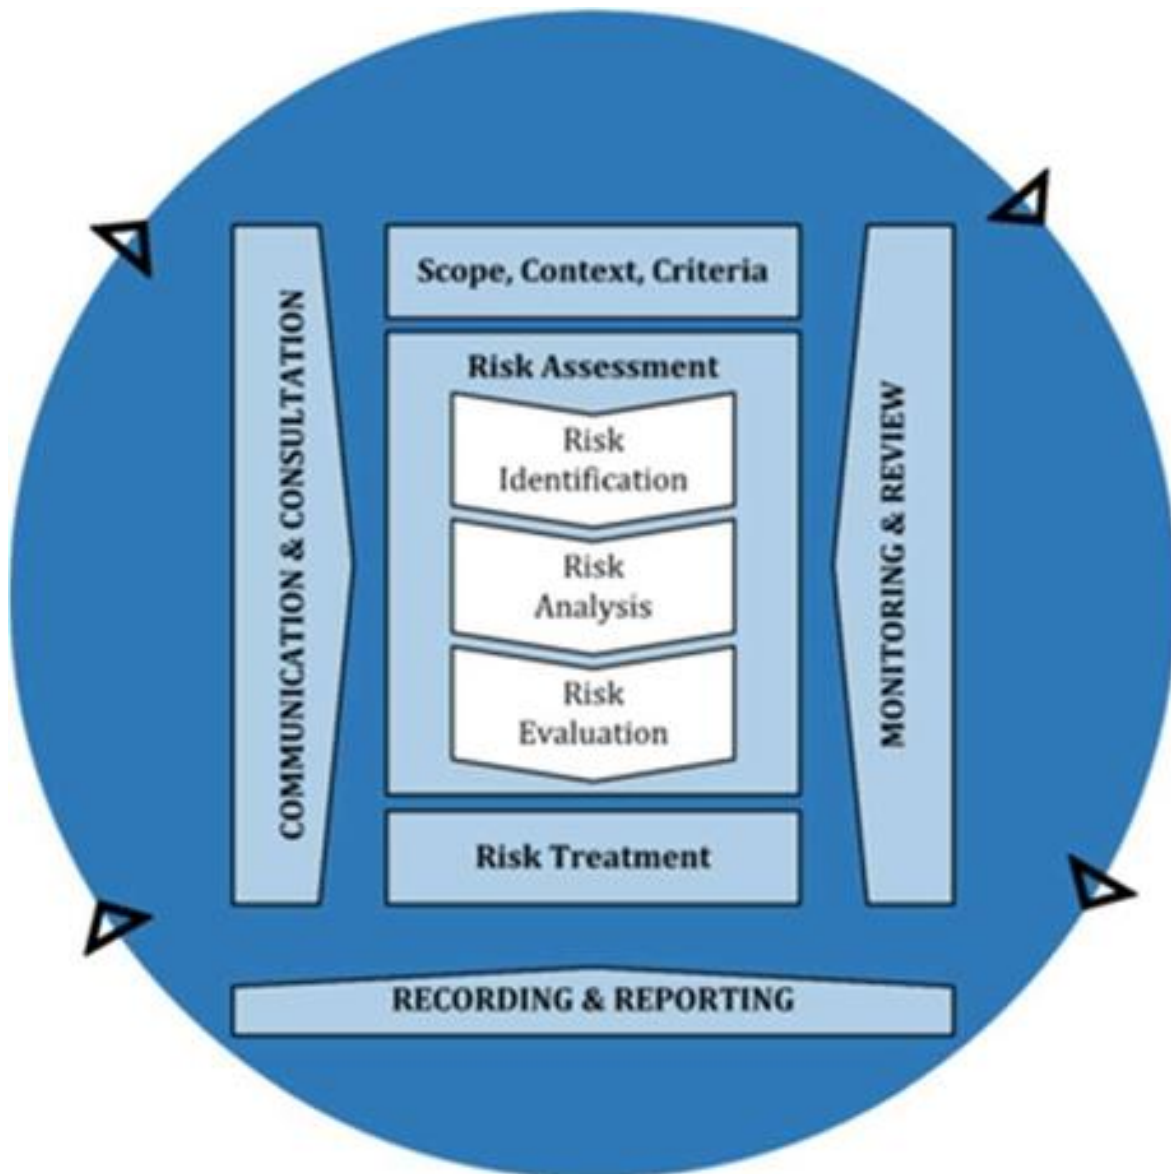 Scope, Context, Criteria
COMMUNICATION & CONSULTATION
Risk Assessment
Risk
Identification
Risk
Analysis
Risk
Evaluation
MONITORING & REVIEW
Risk Treatment
RECORDING & REPORTING